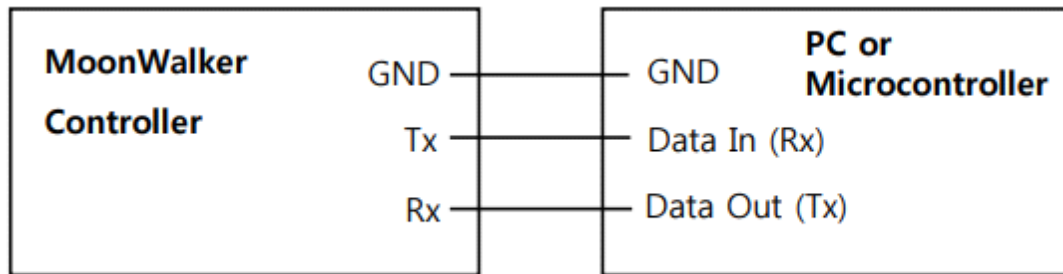 MoonWalker
Controller
GND
Tx
Rx
PC or
Microcontroller
GND
Data In (Rx)
Data Out (Tx)